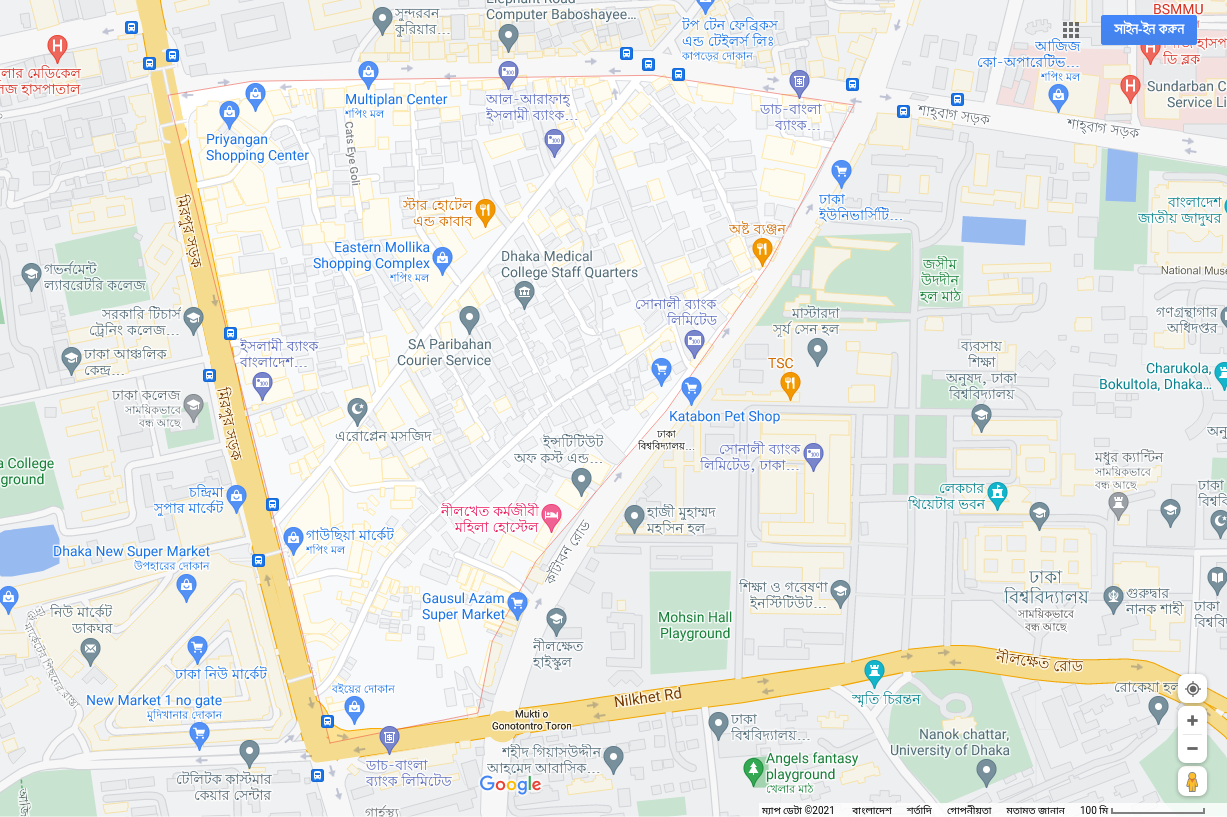 সুন্দরবন
কুরিয়ার...
Computer Baboshayee...
টপ টেন ফেব্রিকস
এন্ড টেইলর্স লিঃ
কাপড়ের দোকান
BSMMU
সাইন-ইন করুন
আজিজ
কো-অপারেটিভ...
শপিং মল
ডি ব্লক
Sundarban C
Service Li
লার মেডিকেল
লজ হাসপাতাল
Multiplan Center
শপিং মল
আল-আরাফাহ্
ইসলামী ব্যাংক...
ডাচ-বাংলা
ব্যাংক...
শাহ্‌বাগ সড়ক
শাহ্‌বাগ সড়ক
Priyangan
Shopping Center
Cats Eye Goli
মিরপুর সড়ক
স্টার হোটেল
এন্ড কাবাব
ঢাকা
ইউনিভার্সিটি...
বাংলাদেশ
জাতীয় জাদুঘর
অষ্ট ব্যঞ্জন
Eastern Mollika
Shopping Complex
শপিং মল
Dhaka Medical
College Staff Quarters
জসীম
উদ্দীন
হল মাঠ
National Muse
গভর্নমেন্ট
ল্যাবরেটরি কলেজ
সোনালী ব্যাংক
লিমিটেড
মাস্টারদা
সূর্য সেন হল
গণগ্রন্থাগার
অধিদপ্তর
সরকারি টিচার্স
ট্রেনিং কলেজ...
ইসলামী ব্যাংক
বাংলাদেশ...
SA Paribahan
Courier Service
ঢাকা আঞ্চলিক
কেন্দ্র...
TSC
ব্যবসায়
শিক্ষা
অনুষদ, ঢাকা
বিশ্ববিদ্যালয়
Charukola,
Bokultola, Dhaka...
ঢাকা কলেজ
সাময়িকভাবে
বন্ধ আছে
মিরপুর সড়ক
এরোপ্লেন মসজিদ
Katabon Pet Shop
ঢাকা
বিশ্ববিদ্যালয়...
ইন্সটিটিউট
অফ কস্ট এন্ড...
সোনালী ব্যাংক
লিমিটেড, ঢাকা...
মধুর ক্যান্টিন
সাময়িকভাবে
বন্ধ আছে
a College
ground
চন্দ্রিমা
সুপার মার্কেট
নীলখেত কর্মজীবী
মহিলা হোস্টেল
হাজী মুহাম্মদ
মহসিন হল
লেকচার
থিয়েটার ভবন
ঢাকা
বিশ্ববি
গাউছিয়া মার্কেট
শপিং মল
Dhaka New Super Market
উপহারের দোকান
কাঁটাবন রোড
নিউ মার্কেট
ডাকঘর
Gausul Azam
Super Market
নীলক্ষেত
হাইস্কুল
Mohsin Hall
Playground
শিক্ষা ও গবেষণা
ইনস্টিটিউট...
ঢাকা
বিশ্ববিদ্যালয়
সাময়িকভাবে
বন্ধ আছে
গুরুদ্বার
নানক শাহী
ঢাকা
বিশ্ববি
ঢাকা নিউ মার্কেট
New Market 1 no gate
মুদিখানার দোকান
বইয়ের দোকান
Nilkhet Rd
নীলক্ষেত রোড
স্মৃতি চিরন্তন
রোকেয়া হল
Mukti o
Gonotontro Toron
ঢাকা
বিশ্ববিদ্যালয়...
Nanok chattar,
University of Dhaka
টেলিটক কাস্টমার
কেয়ার সেন্টার
ডাচ-বাংলা
ব্যাংক লিমিটেড
শহীদ গিয়াসউদ্দীন
আহমেদ আবাসিক...
Angels fantasy
playground
খেলার মাঠ
Google
গার্হস্থ্য
ম্যাপ ডেটা ©2021 বাংলাদেশ শর্তাদি গোপনীয়তা মতামত জানান 100 মি